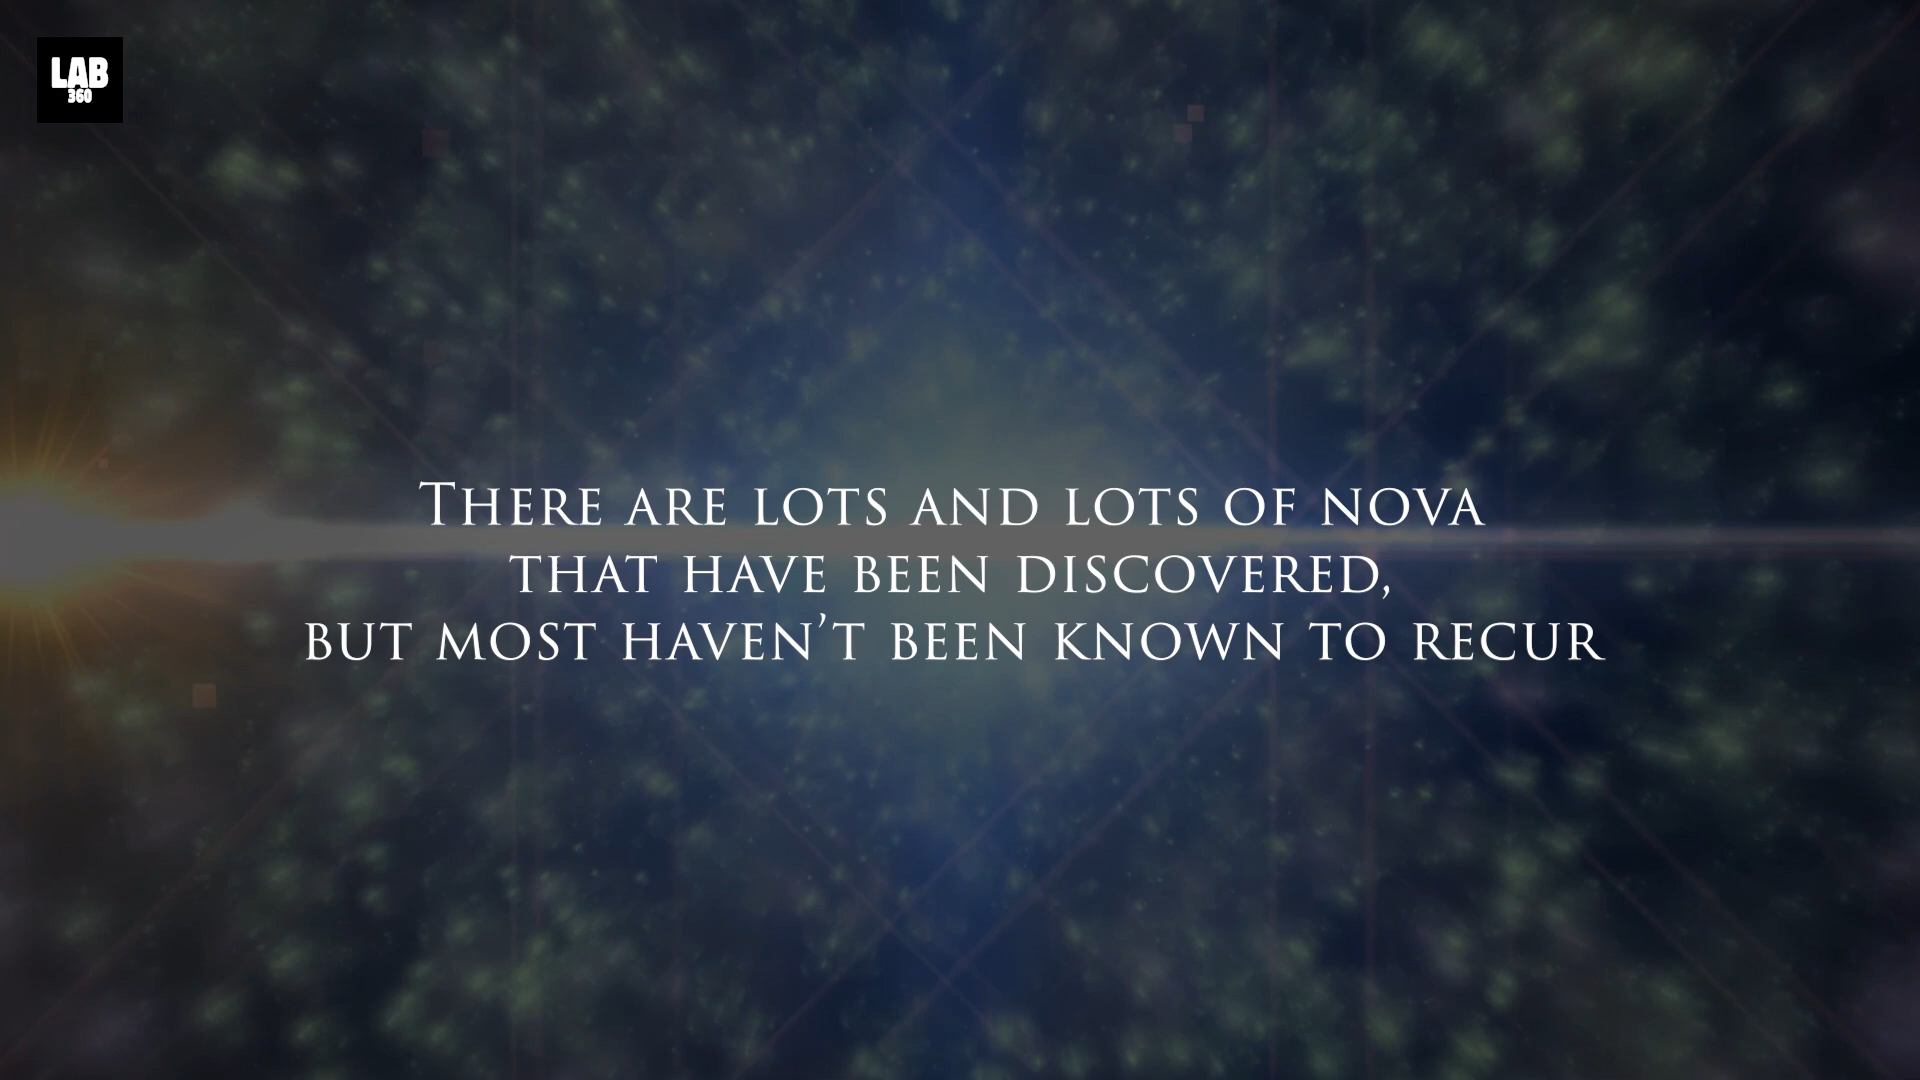 LAB
360
There are lots and lots of nova
that have been discovered,
but most haven't been known to recur